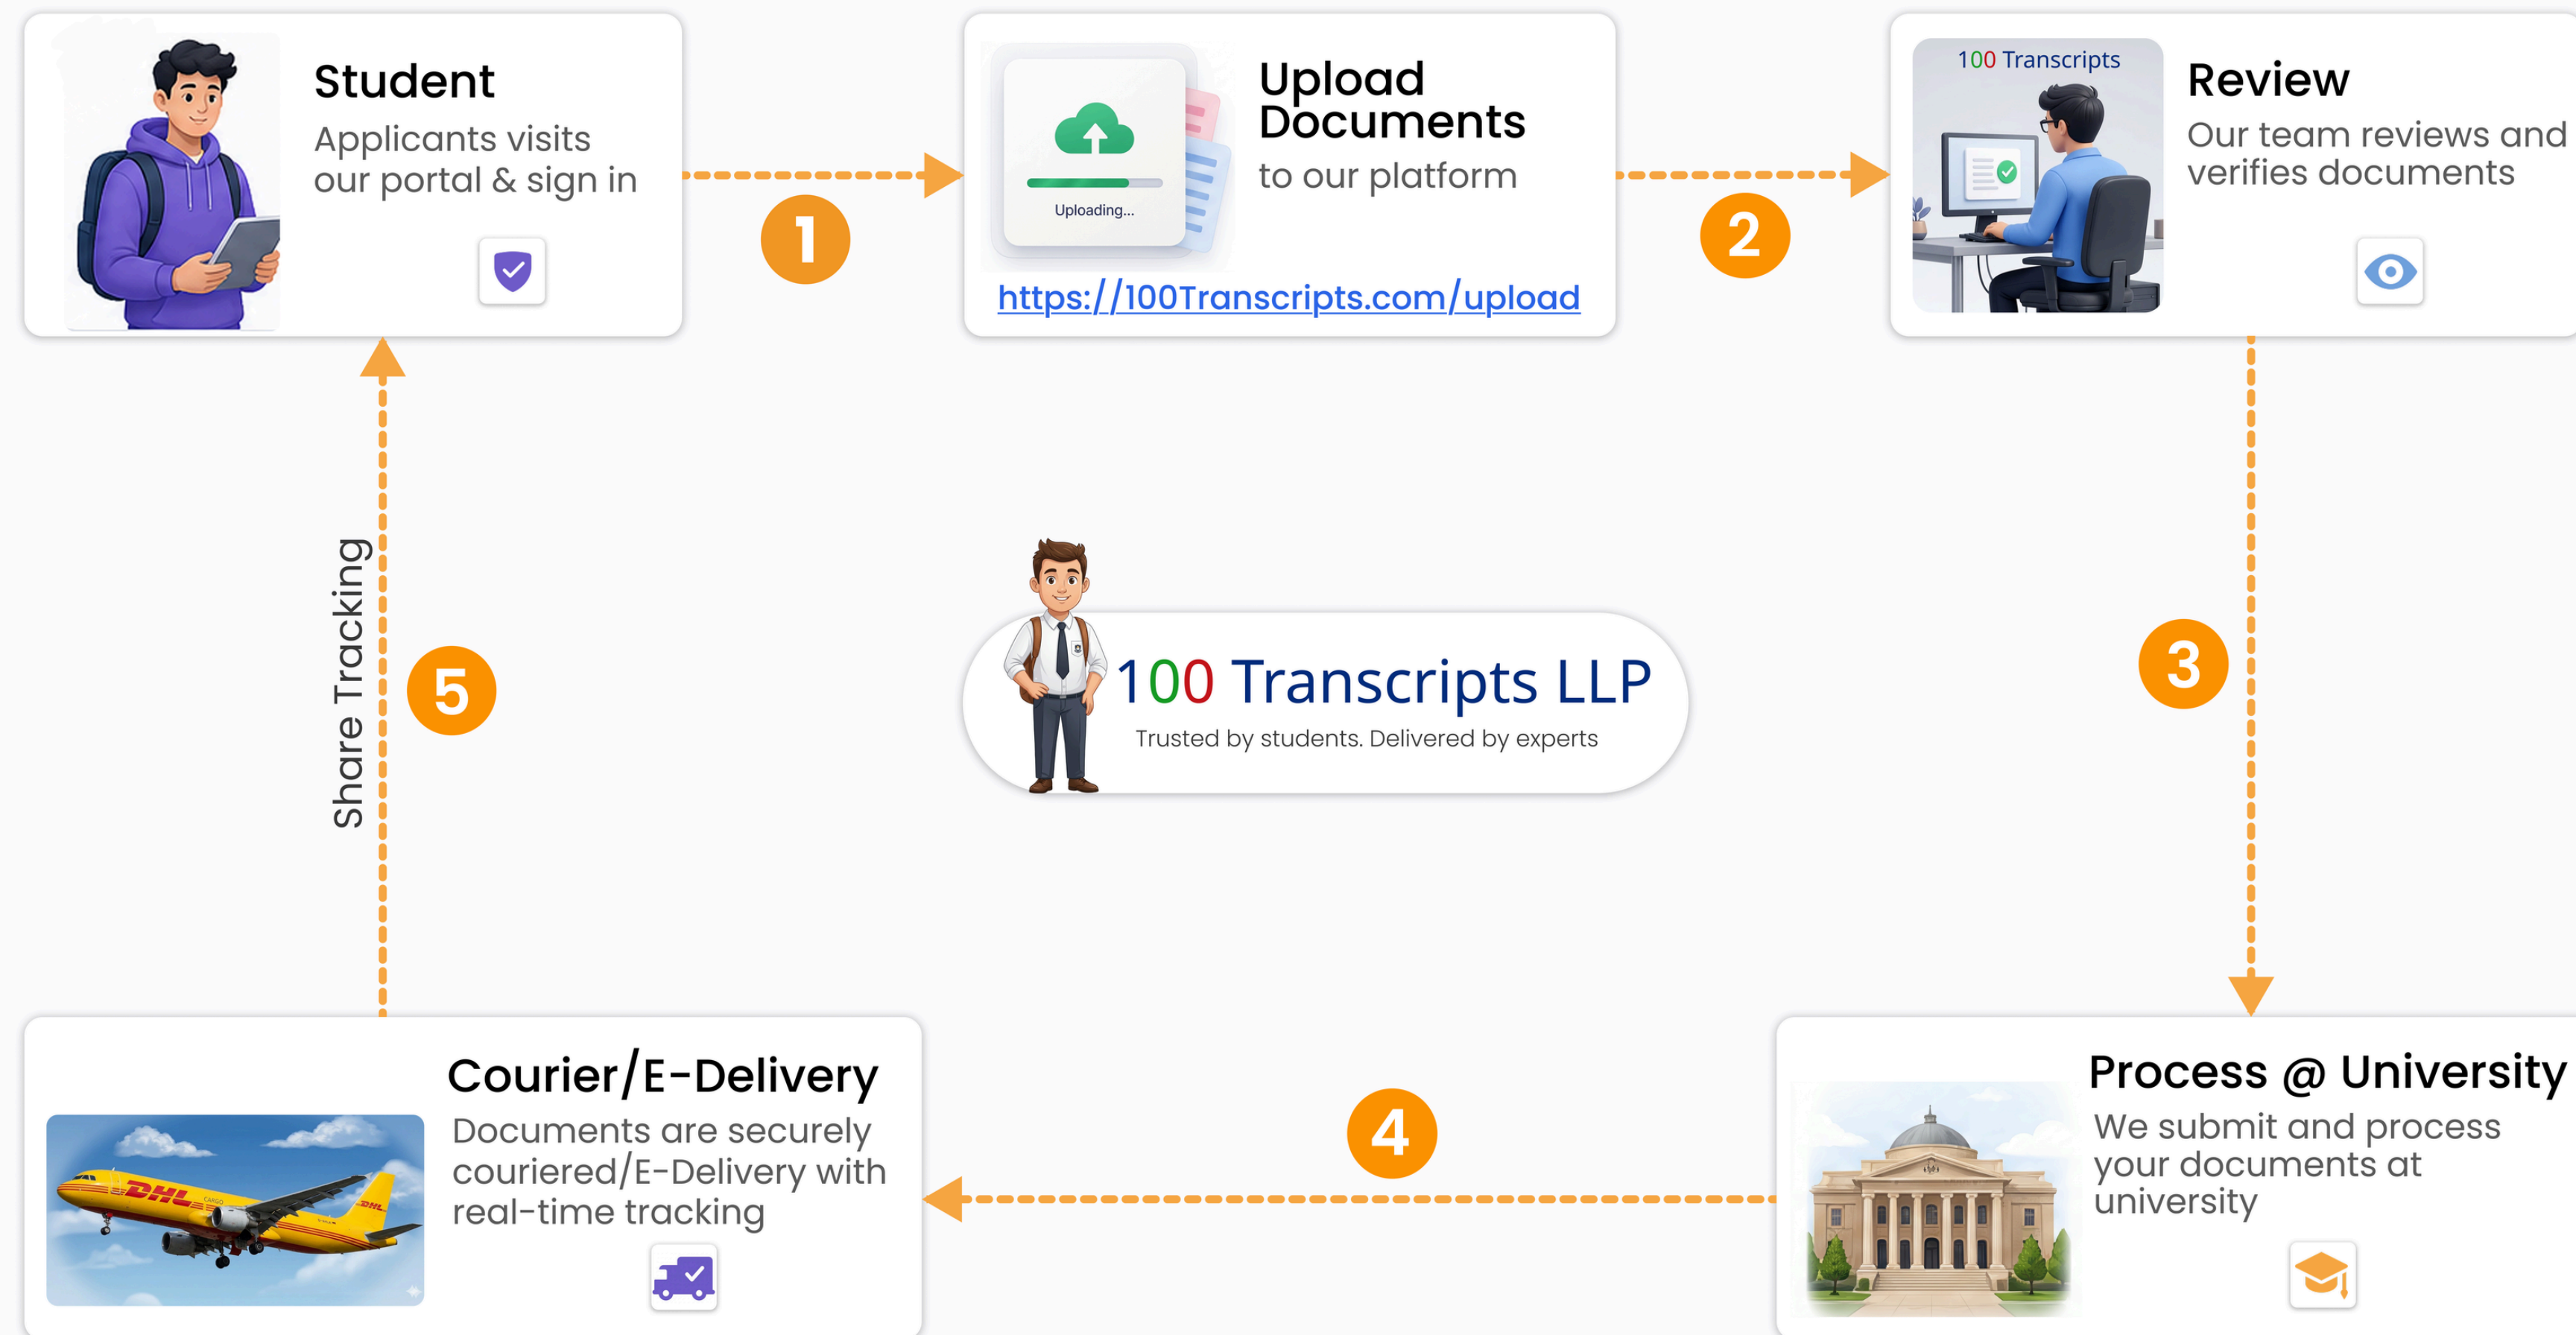 Student
Applicants visits
our portal & sign in
1
Uploading...
Upload
Documents
to our platform
https://100Transcripts.com/upload
2
100 Transcripts
Review
Our team reviews and
verifies documents
3
Share Tracking
5
100 Transcripts LLP
Trusted by students. Delivered by experts
Courier/E-Delivery
Documents are securely
couriered/E-Delivery with
real-time tracking
DHL
CARGO
DHL
4
Process @ University
We submit and process
your documents at
university